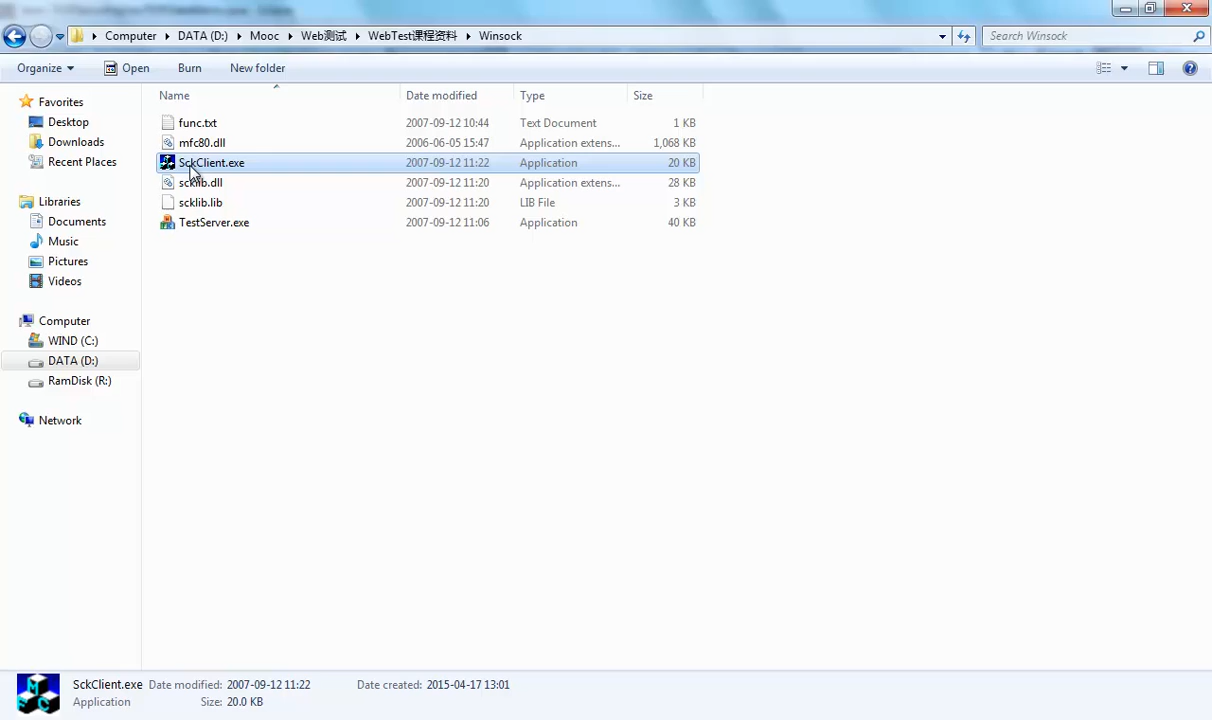 Computer DATA (D:) Mooc Web测试 WebTest课程资料 Winsock Search Winsock
Organize Open Burn New folder
Favorites
Desktop
Downloads
Recent Places
Libraries
Documents
Music
Pictures
Videos
Computer
WIND (C:)
DATA (D:)
RamDisk (R:)
Network
Name Date modified Type Size
func.txt 2007-09-12 10:44 Text Document 1 KB
mfc80.dll 2006-06-05 15:47 Application extens... 1,068 KB
SckClient.exe 2007-09-12 11:22 Application 20 KB
scklib.dll 2007-09-12 11:20 Application extens... 28 KB
scklib.lib 2007-09-12 11:20 LIB File 3 KB
TestServer.exe 2007-09-12 11:06 Application 40 KB
SckClient.exe Date modified: 2007-09-12 11:22 Date created: 2015-04-17 13:01
Application Size: 20.0 KB